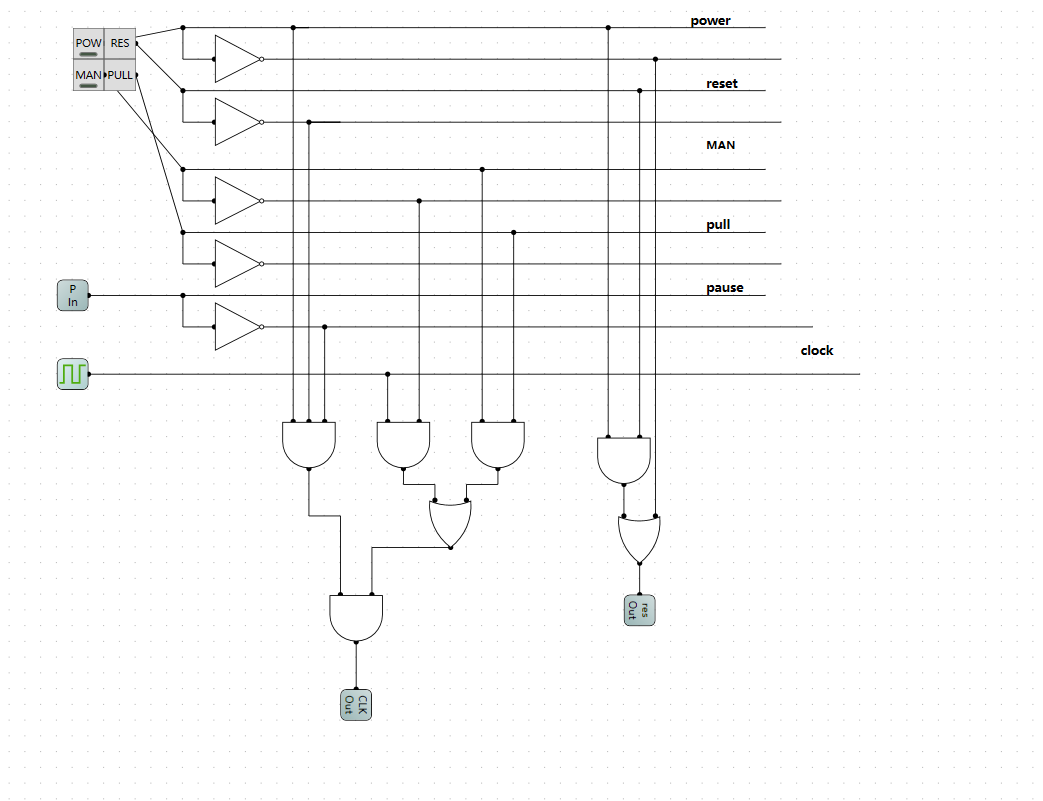 power
POW RES
MAN PULL
reset
MAN
pull
P
In
pause
clock
res
Out
CLK
Out